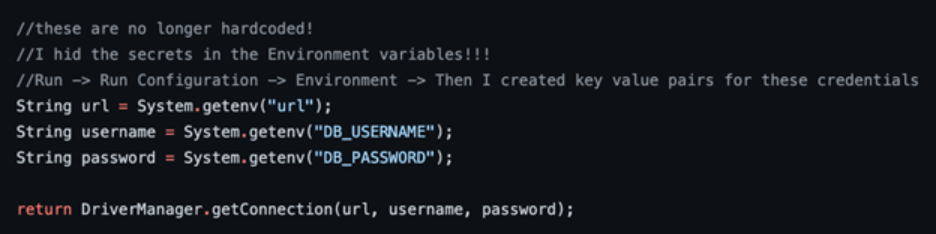 //these are no longer hardcoded!
//I hid the secrets in the Environment variables!!!
//Run -> Run Configuration -> Environment -> Then I created key value pairs for these credentials
String url = System.getenv("url");
String username = System.getenv("DB_USERNAME");
String password = System.getenv("DB_PASSWORD");
return DriverManager.getConnection(url, username, password);